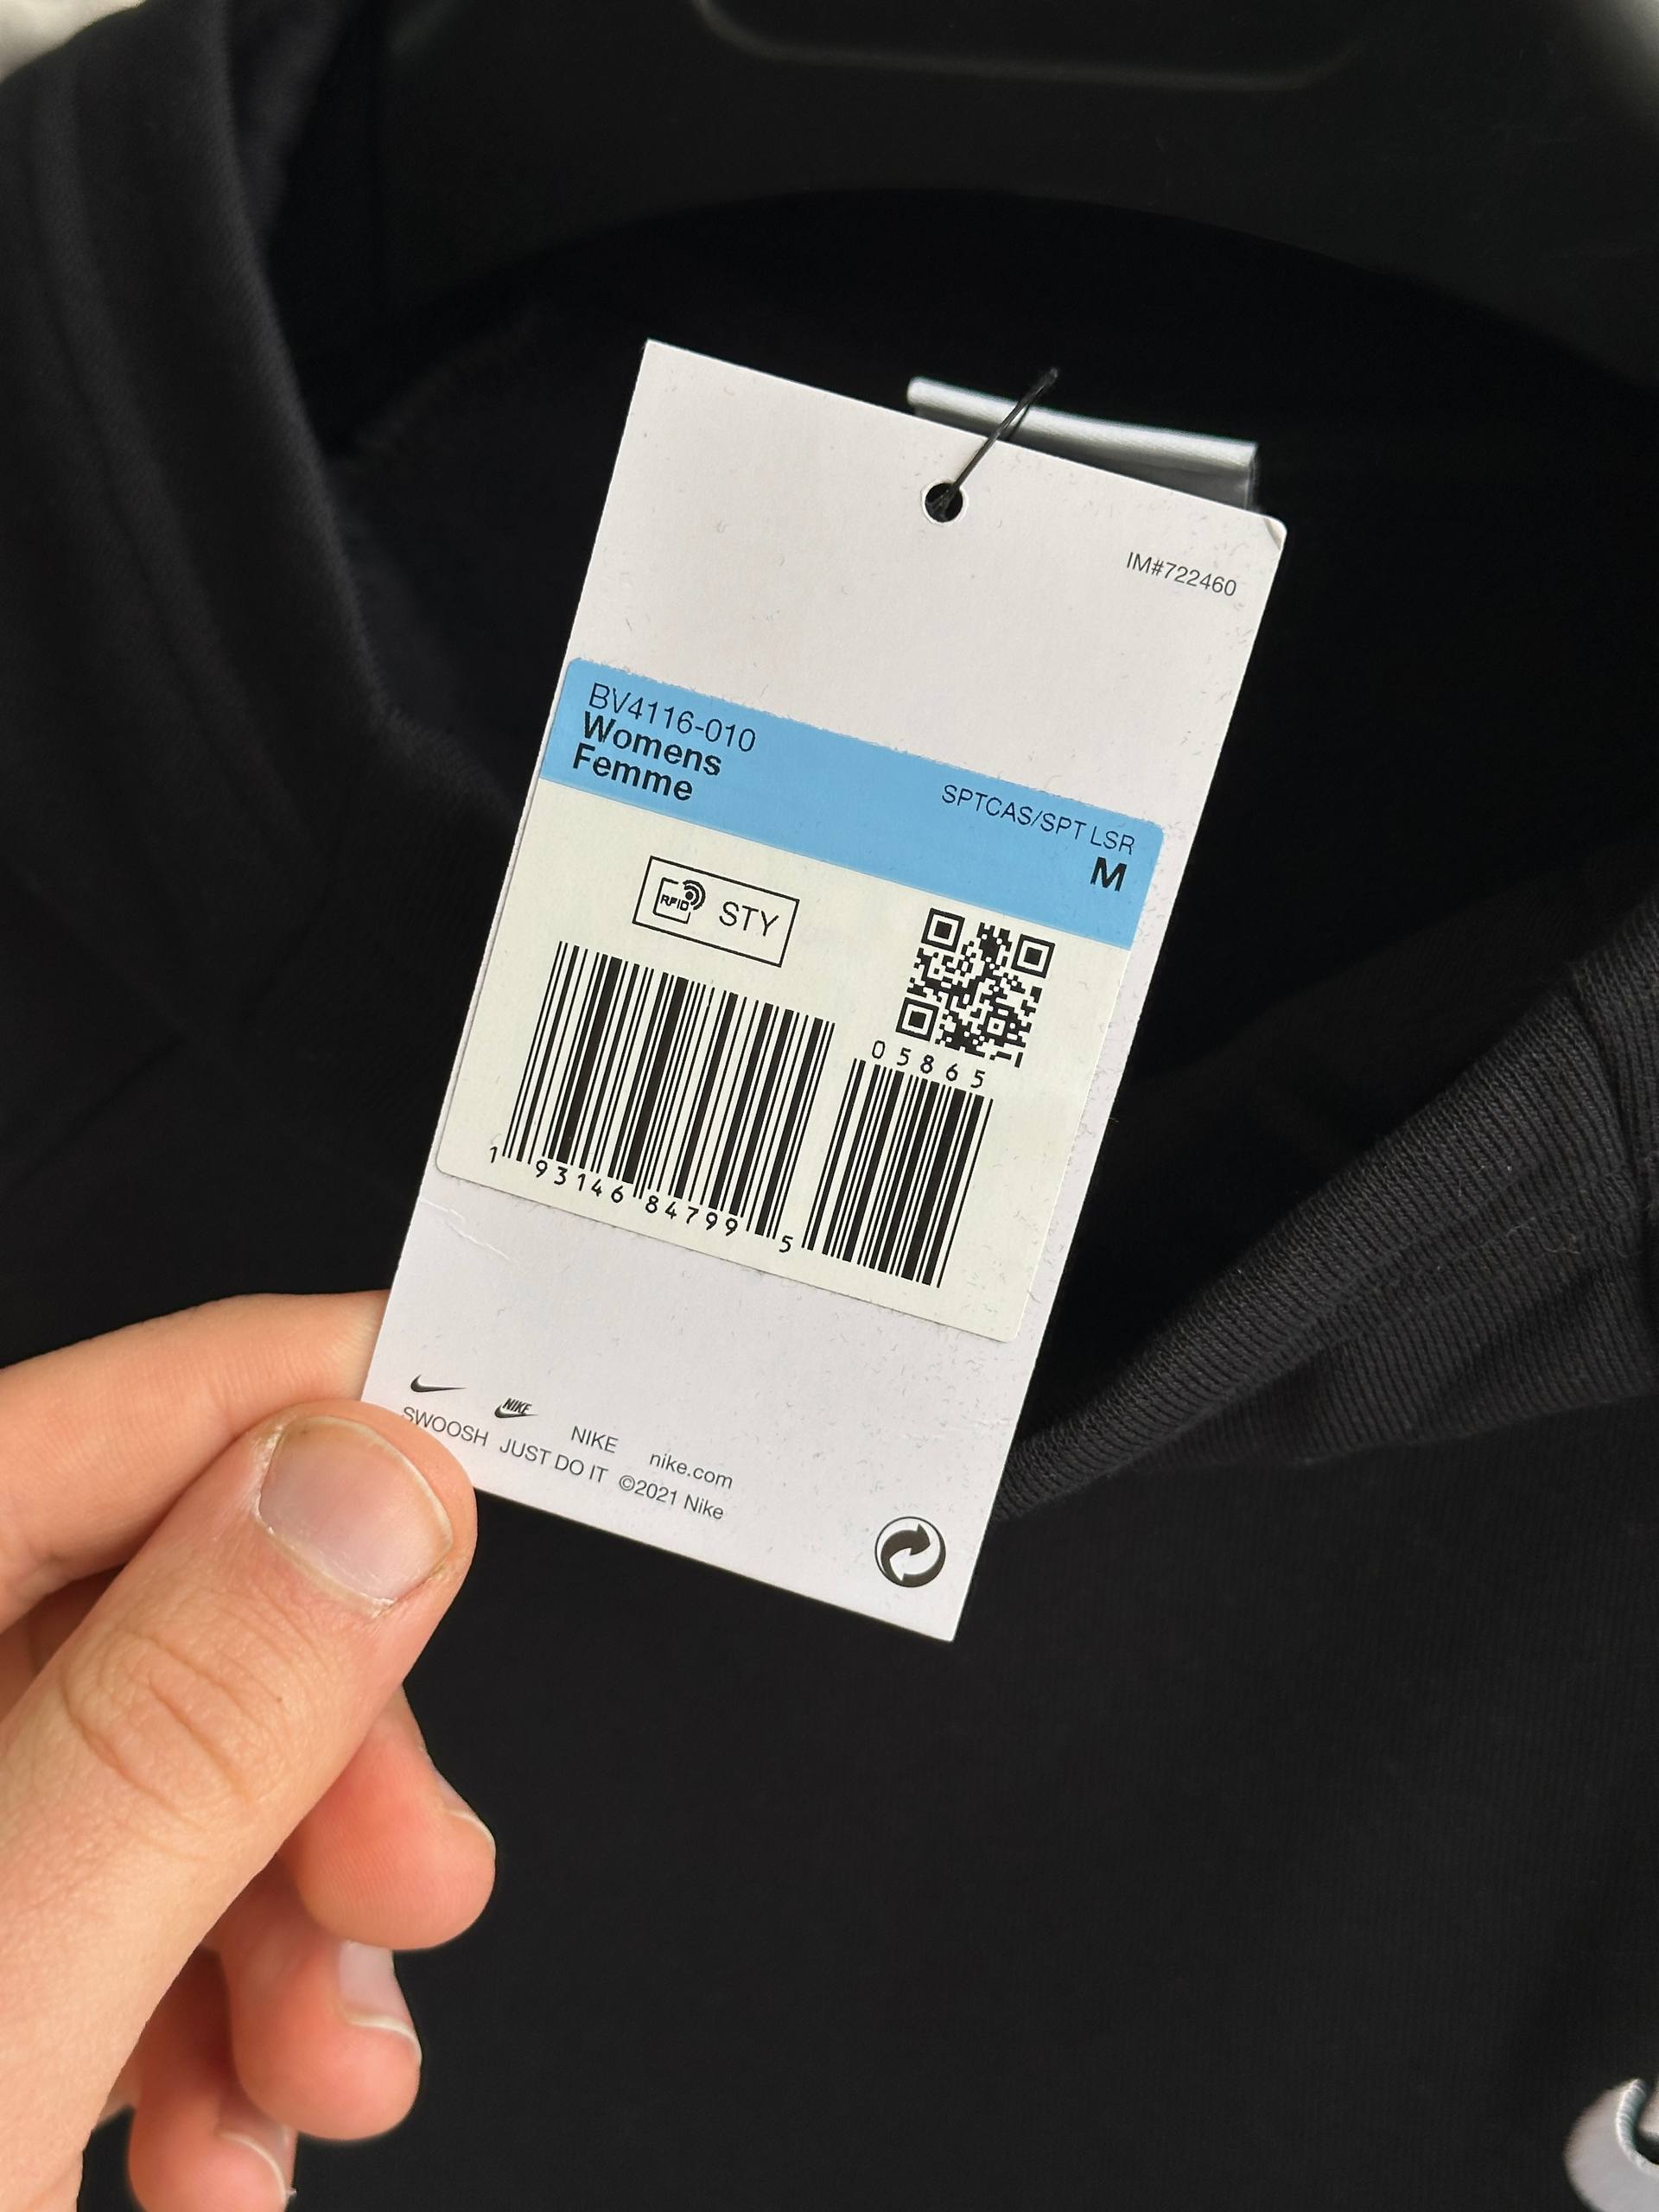 IM#722460
BV4116-010
Womens
Femme
SPTCAS/SPT LSR
M
RFID STY
05865
1 93146 84799 5
NIKE NIKE nike.com
SWOOSH JUST DO IT ©2021 Nike